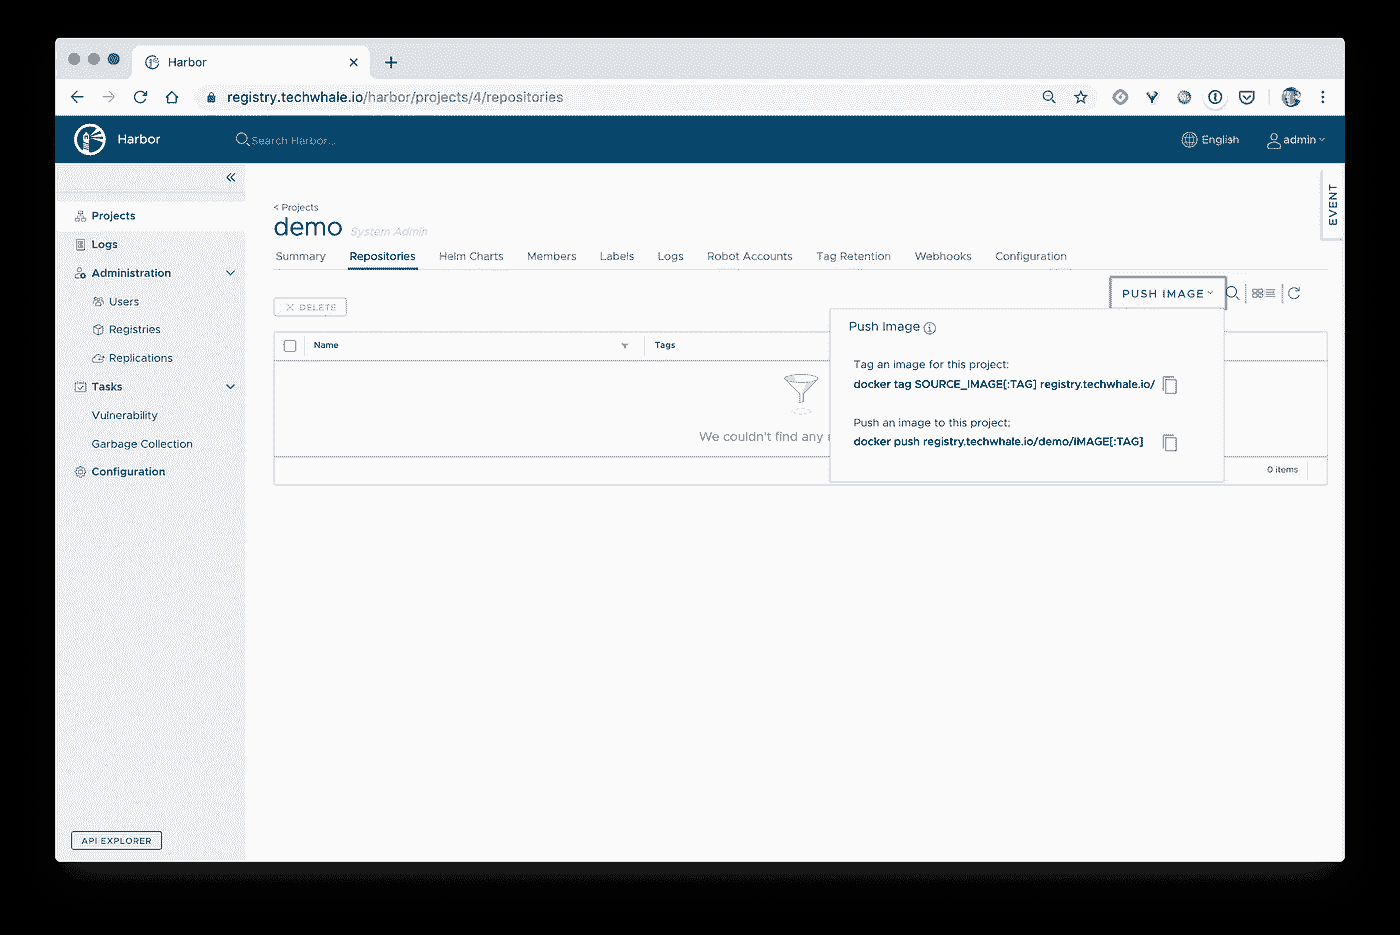 Harbor
registry.techwhale.io/harbor/projects/4/repositories
Harbor
Search Harbor...
English
admin
EVENT
Projects
Logs
Administration
Users
Registries
Replications
Tasks
Vulnerability
Garbage Collection
Configuration
API EXPLORER
< Projects
demo System Admin
Summary Repositories Helm Charts Members Labels Logs Robot Accounts Tag Retention Webhooks Configuration
DELETE
PUSH IMAGE
Name Tags
We couldn't find any
0 items
Push Image
Tag an image for this project:
docker tag SOURCE_IMAGE[:TAG] registry.techwhale.io/
Push an image to this project:
docker push registry.techwhale.io/demo/IMAGE[:TAG]